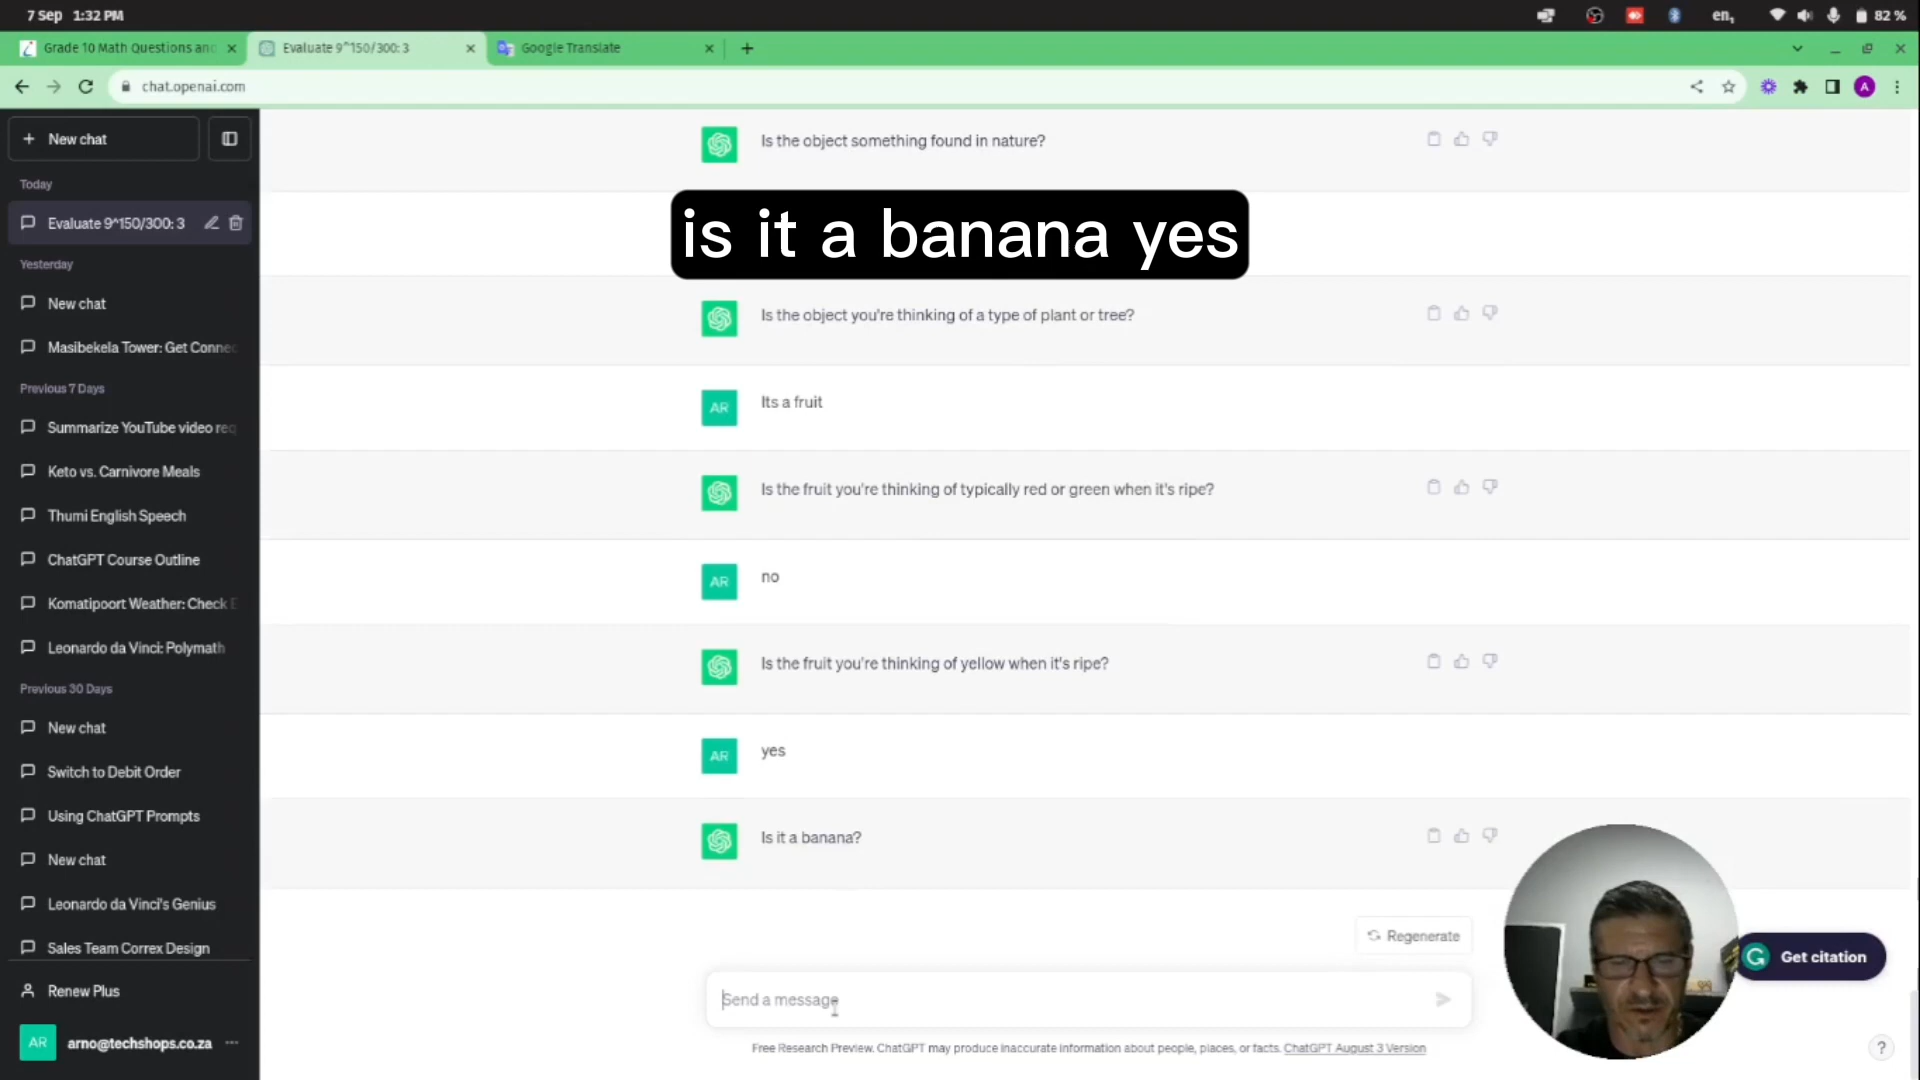 7 Sep 1:32 PM
en, 82 %
Grade 10 Math Questions and
Evaluate 9^150/300: 3
Google Translate
chat.openai.com
A
New chat
Today
Evaluate 9^150/300: 3
Yesterday
New chat
Masibekela Tower: Get Connec
Previous 7 Days
Summarize YouTube video req
Keto vs. Carnivore Meals
Thumi English Speech
ChatGPT Course Outline
Komatipoort Weather: Check E
Leonardo da Vinci: Polymath
Previous 30 Days
New chat
Switch to Debit Order
Using ChatGPT Prompts
New chat
Leonardo da Vinci's Genius
Sales Team Correx Design
Renew Plus
AR arno@techshops.co.za
Is the object something found in nature?
is it a banana yes
Is the object you're thinking of a type of plant or tree?
AR Its a fruit
Is the fruit you're thinking of typically red or green when it's ripe?
AR no
Is the fruit you're thinking of yellow when it's ripe?
AR yes
Is it a banana?
Regenerate
Get citation
Send a message
Free Research Preview. ChatGPT may produce inaccurate information about people, places, or facts. ChatGPT August 3 Version
?